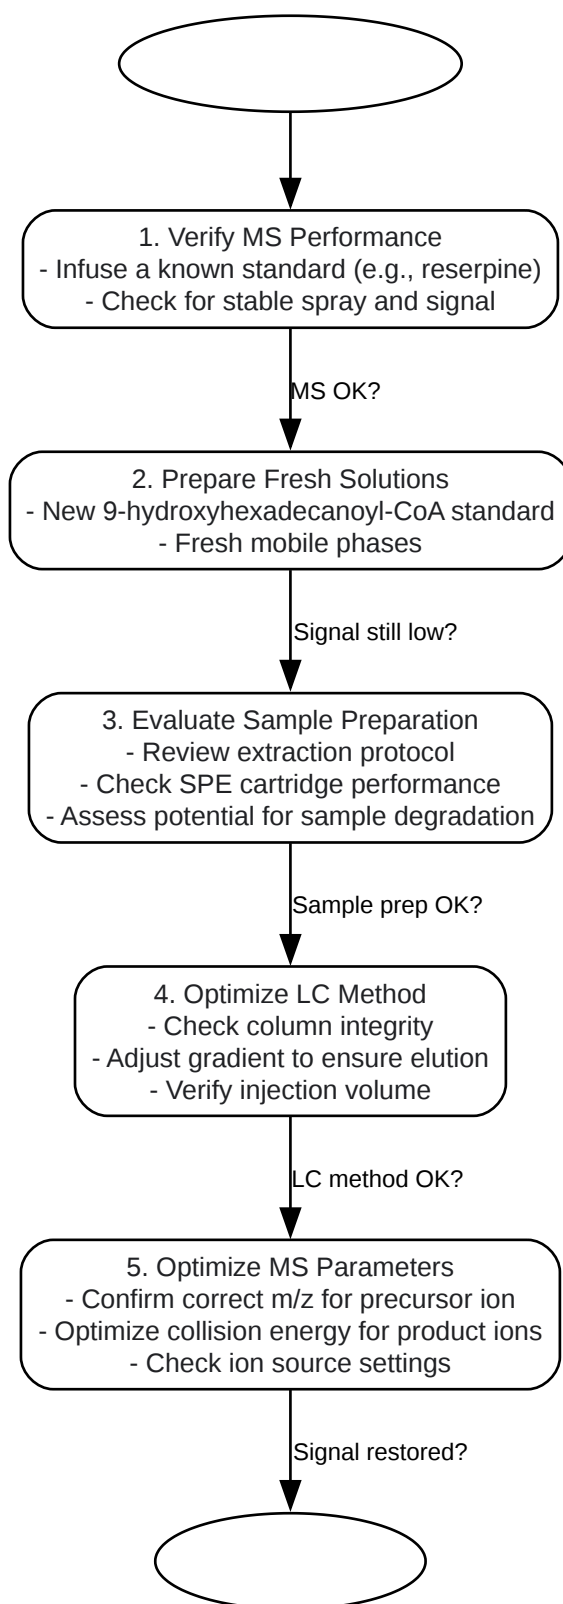 1. Verify MS Performance
- Infuse a known standard (e.g., reserpine)
- Check for stable spray and signal
MS OK?
2. Prepare Fresh Solutions
- New 9-hydroxyhexadecanoyl-CoA standard
- Fresh mobile phases
Signal still low?
3. Evaluate Sample Preparation
- Review extraction protocol
- Check SPE cartridge performance
- Assess potential for sample degradation
Sample prep OK?
4. Optimize LC Method
- Check column integrity
- Adjust gradient to ensure elution
- Verify injection volume
LC method OK?
5. Optimize MS Parameters
- Confirm correct m/z for precursor ion
- Optimize collision energy for product ions
- Check ion source settings
Signal restored?